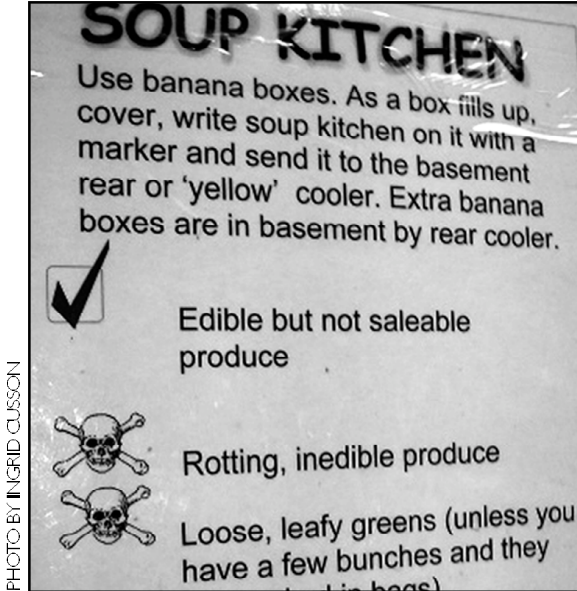 SOUP KITCHEN
Use banana boxes. As a box fills up,
cover, write soup kitchen on it with a
marker and send it to the basement
rear or ‘yellow’ cooler. Extra banana
boxes are in basement by rear cooler.
Edible but not saleable
produce
Rotting, inedible produce
Loose, leafy greens (unless you
have a few bunches and they
in bags)
PHOTO BY INGRID CUSSON